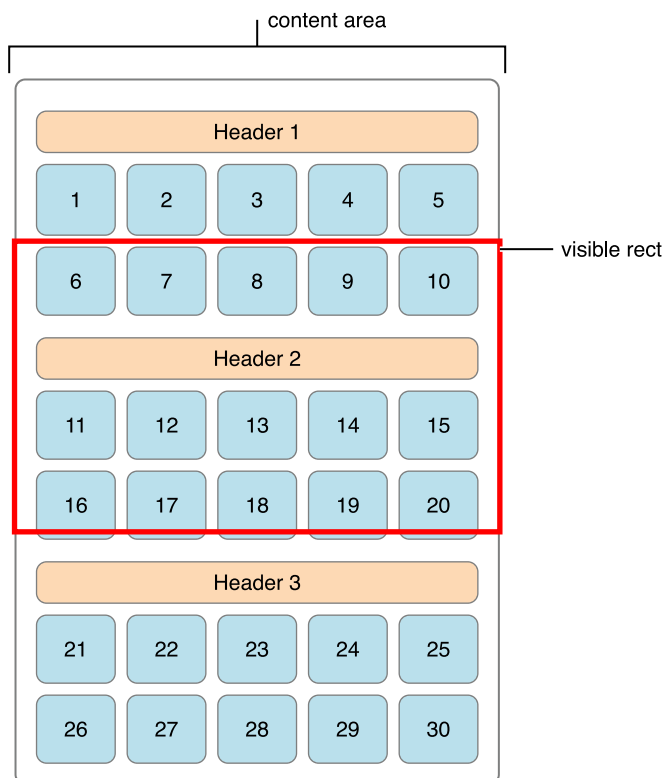 content area
Header 1
1 2 3 4 5
visible rect
6 7 8 9 10
Header 2
11 12 13 14 15
16 17 18 19 20
Header 3
21 22 23 24 25
26 27 28 29 30